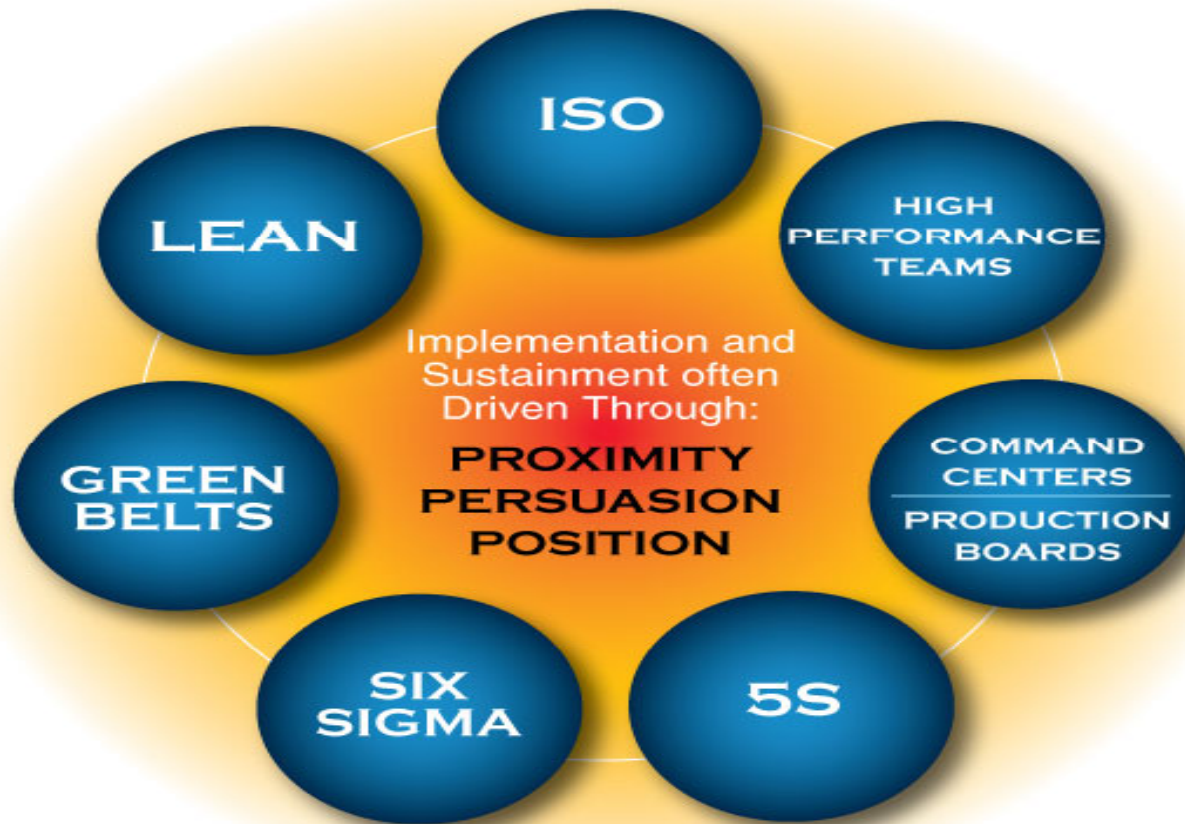 ISO
HIGH
PERFORMANCE
TEAMS
COMMAND
CENTERS
PRODUCTION
BOARDS
5S
SIX
SIGMA
GREEN
BELTS
LEAN
Implementation and
Sustainment often
Driven Through:
PROXIMITY
PERSUASION
POSITION